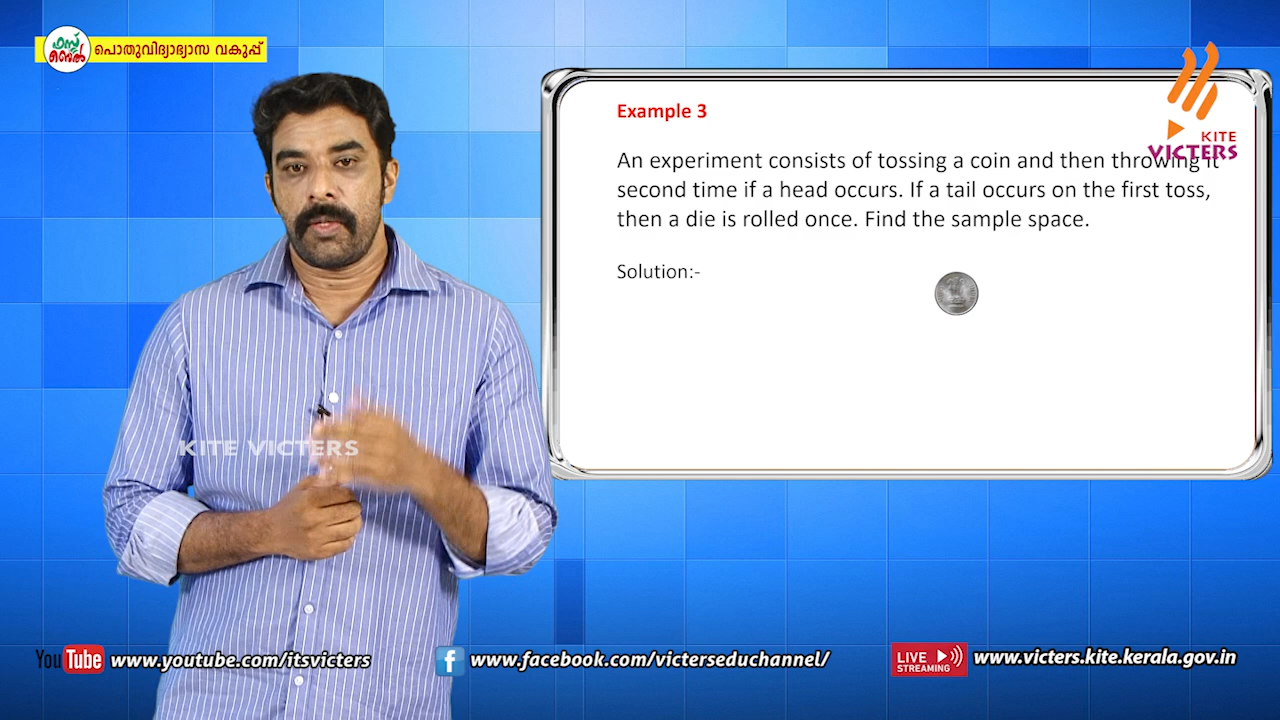 ഫസ്റ്റ്
ബെൽ
പൊതുവിദ്യാഭ്യാസ വകുപ്പ്
KITE
VICTERS
Example 3
An experiment consists of tossing a coin and then throwing it
second time if a head occurs. If a tail occurs on the first toss,
then a die is rolled once. Find the sample space.
Solution:-
KITE VICTERS
YouTube www.youtube.com/itsvicters
f www.facebook.com/victerseduchannel/
LIVE
STREAMING
www.victers.kite.kerala.gov.in